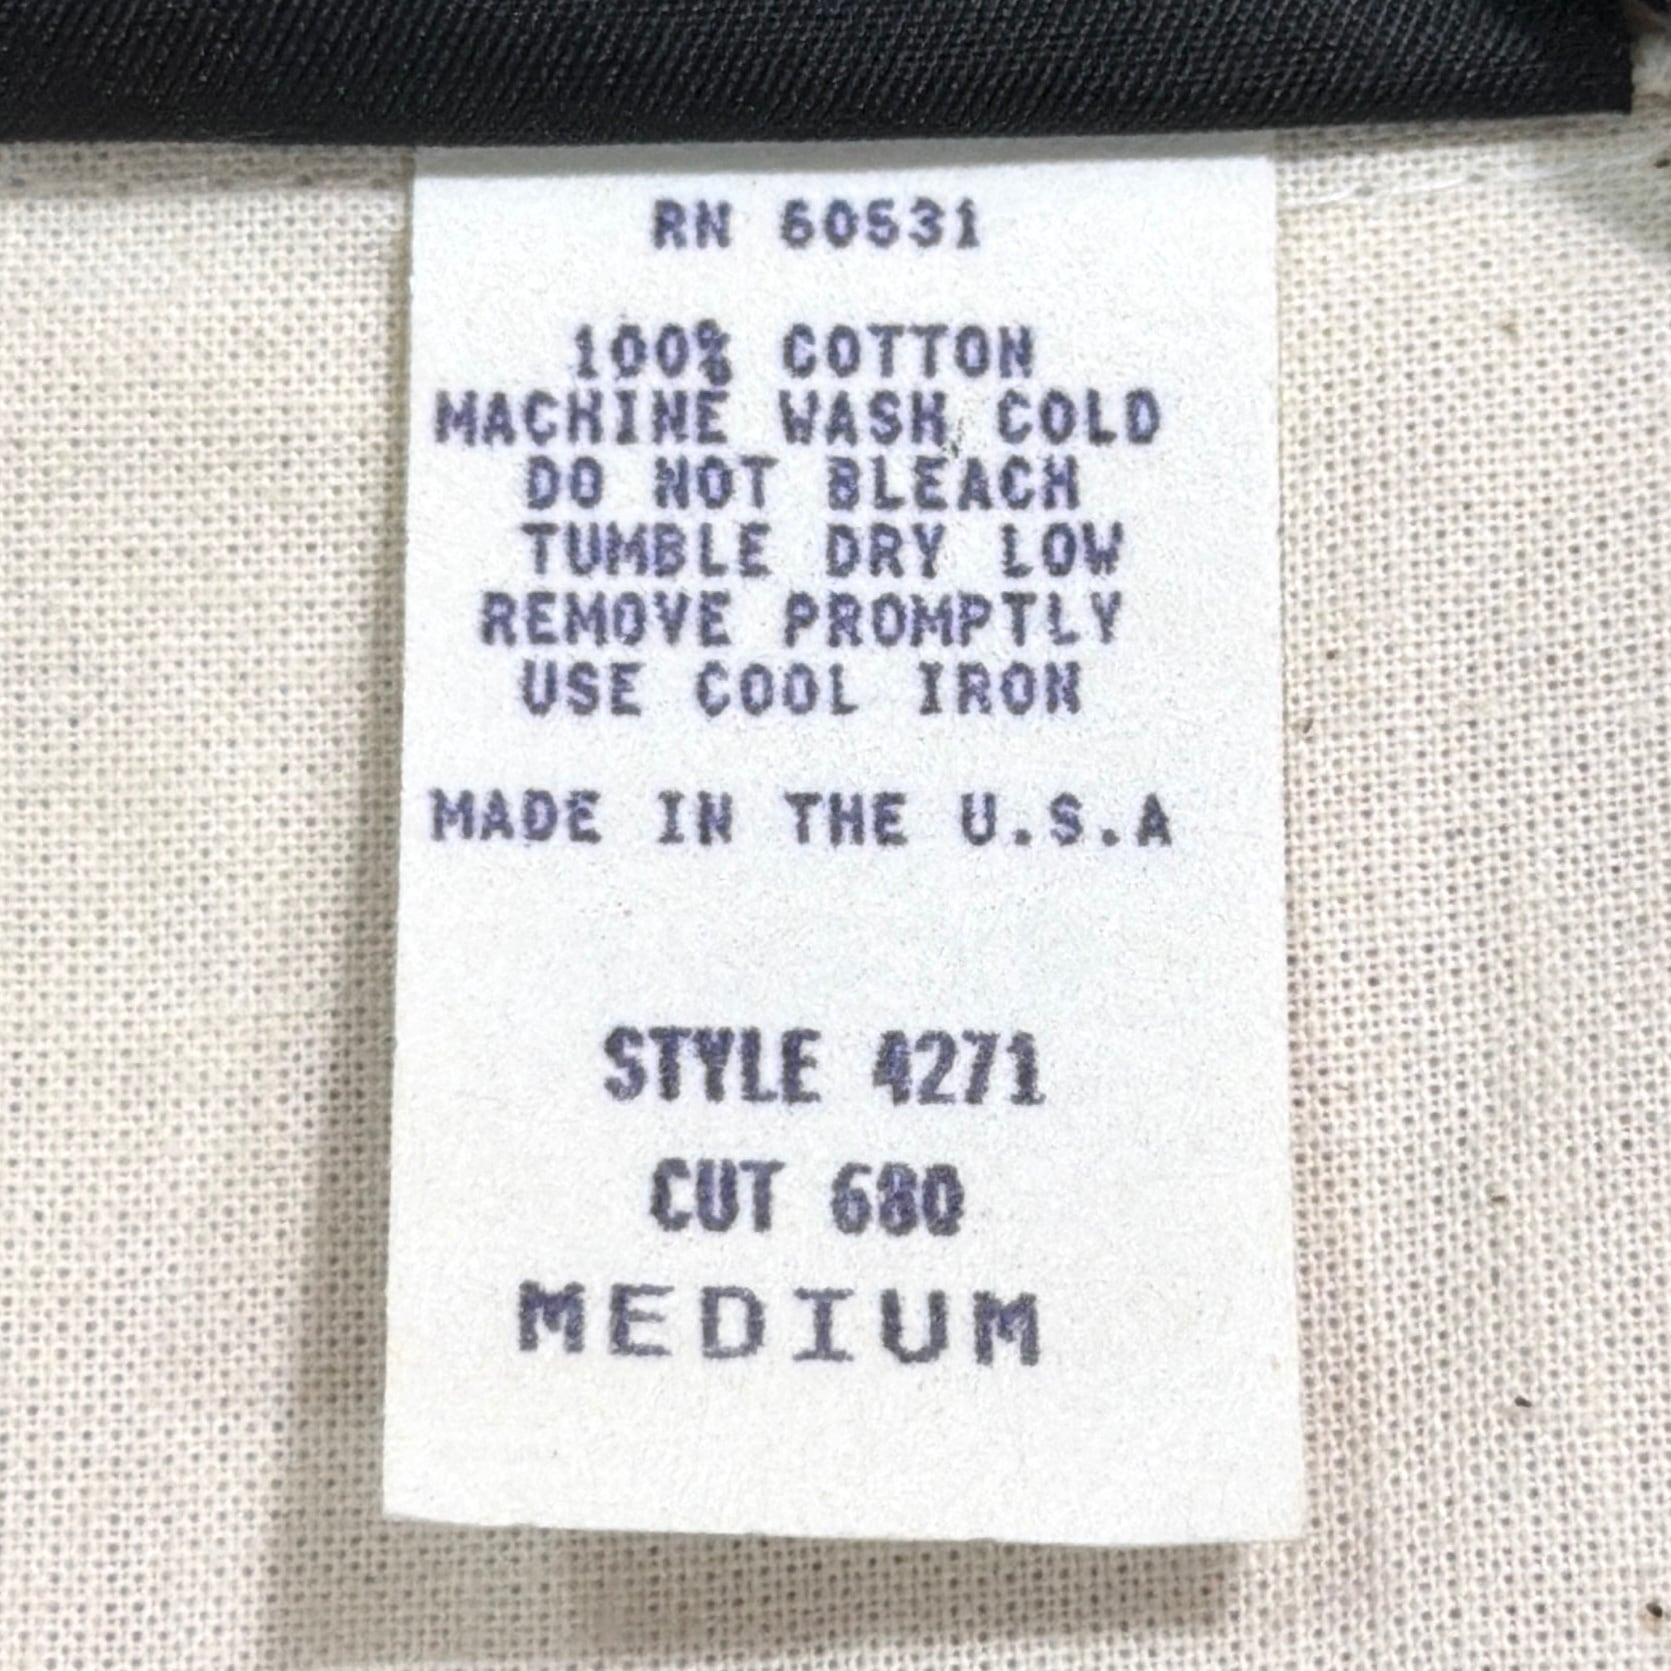 RN 60531
100% COTTON
MACHINE WASH COLD
DO NOT BLEACH
TUMBLE DRY LOW
REMOVE PROMPTLY
USE COOL IRON
MADE IN THE U.S.A
STYLE 4271
CUT 680
MEDIUM